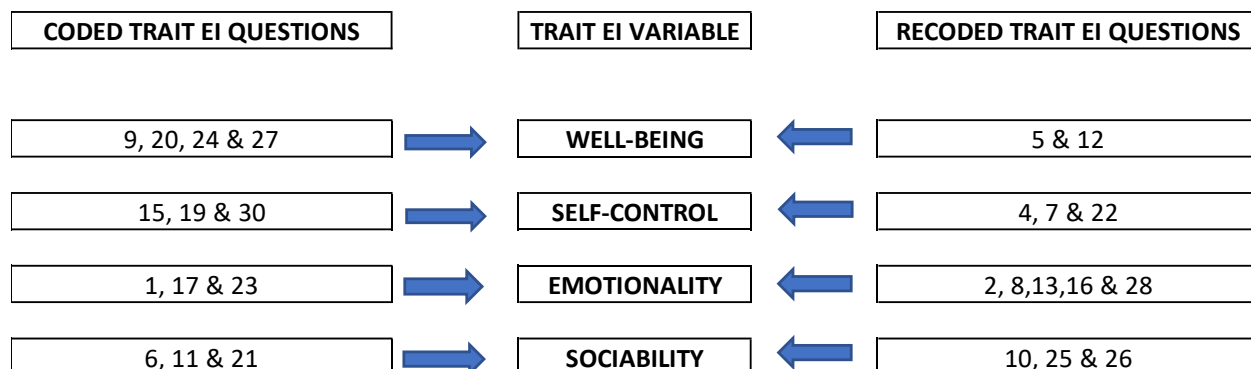 CODED TRAIT EI QUESTIONS TRAIT EI VARIABLE RECODED TRAIT EI QUESTIONS
9, 20, 24 & 27 WELL-BEING 5 & 12
15, 19 & 30 SELF-CONTROL 4, 7 & 22
1, 17 & 23 EMOTIONALITY 2, 8,13,16 & 28
6, 11 & 21 SOCIABILITY 10, 25 & 26